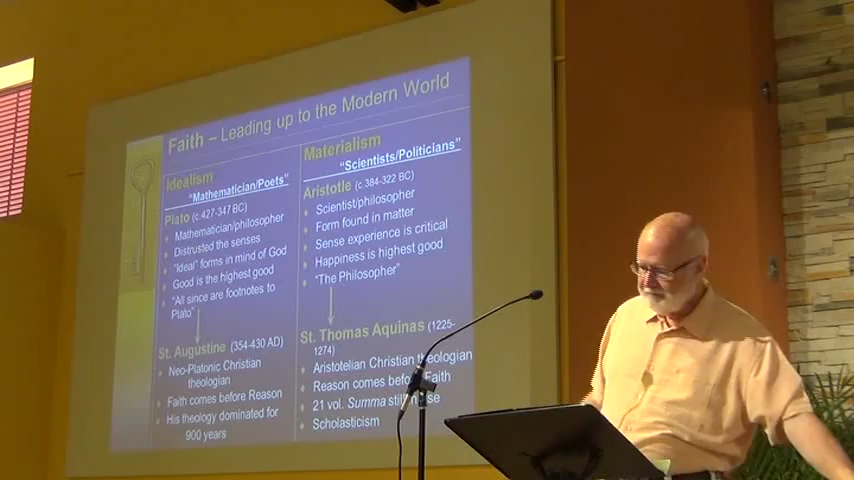 Faith – Leading up to the Modern World
Idealism
"Mathematician/Poets"
Plato (c.427-347 BC)
Mathematician/philosopher
Distrusted the senses
"Ideal" forms in mind of God
Good is the highest good
"All since are footnotes to
Plato"
St. Augustine (354-430 AD)
Neo-Platonic Christian
theologian
Faith comes before Reason
His theology dominated for
900 years
Materialism
"Scientists/Politicians"
Aristotle (c.384-322 BC)
Scientist/philosopher
Form found in matter
Sense experience is critical
Happiness is highest good
"The Philosopher"
St. Thomas Aquinas (1225-
1274)
Aristotelian Christian theologian
Reason comes before Faith
21 vol. Summa still
Scholasticism